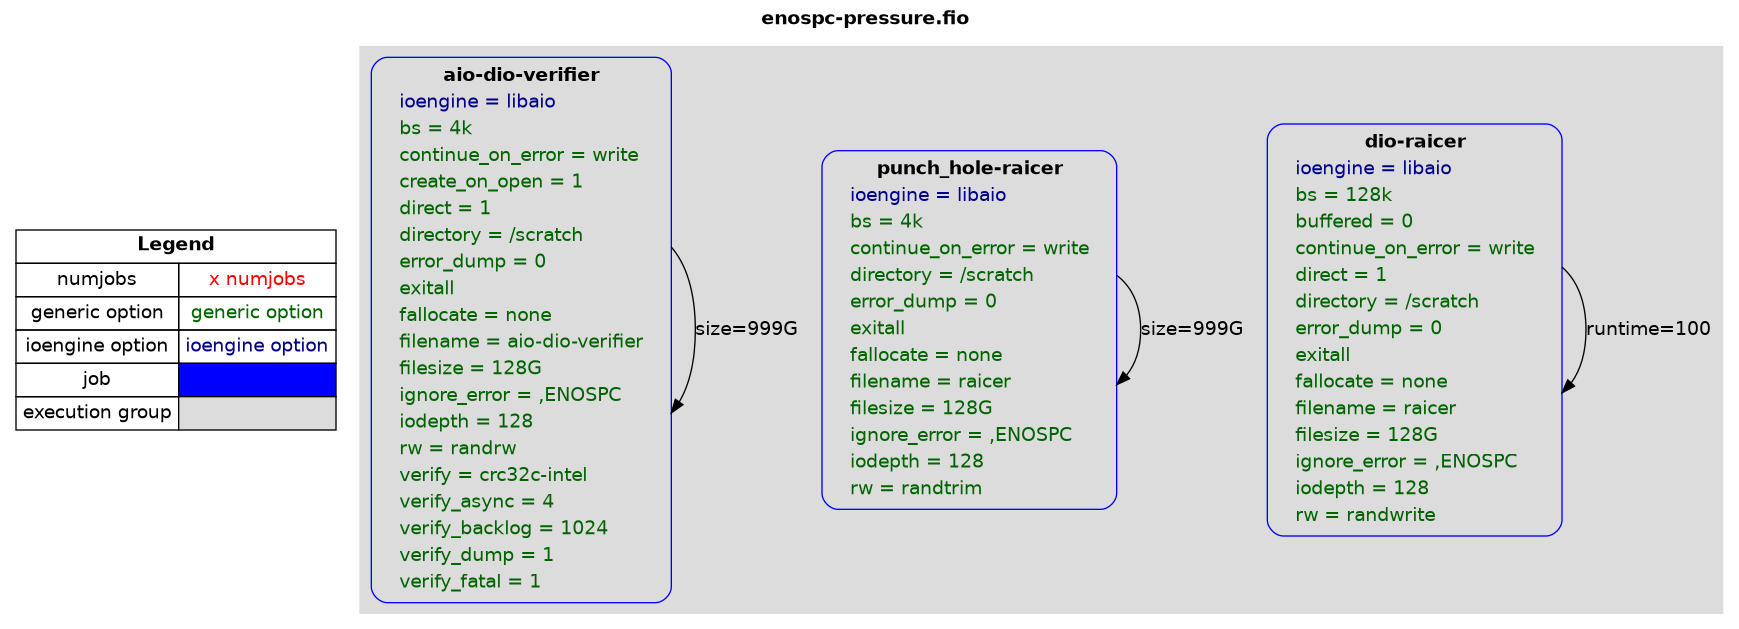 enospc-pressure.fio
Legend
numjobs x numjobs
generic option generic option
ioengine option ioengine option
job
execution group
aio-dio-verifier
ioengine = libaio
bs = 4k
continue_on_error = write
create_on_open = 1
direct = 1
directory = /scratch
error_dump = 0
exitall
fallocate = none
filename = aio-dio-verifier
filesize = 128G
ignore_error = ,ENOSPC
iodepth = 128
rw = randrw
verify = crc32c-intel
verify_async = 4
verify_backlog = 1024
verify_dump = 1
verify_fatal = 1
size=999G
punch_hole-raicer
ioengine = libaio
bs = 4k
continue_on_error = write
directory = /scratch
error_dump = 0
exitall
fallocate = none
filename = raicer
filesize = 128G
ignore_error = ,ENOSPC
iodepth = 128
rw = randtrim
size=999G
dio-raicer
ioengine = libaio
bs = 128k
buffered = 0
continue_on_error = write
direct = 1
directory = /scratch
error_dump = 0
exitall
fallocate = none
filename = raicer
filesize = 128G
ignore_error = ,ENOSPC
iodepth = 128
rw = randwrite
runtime=100